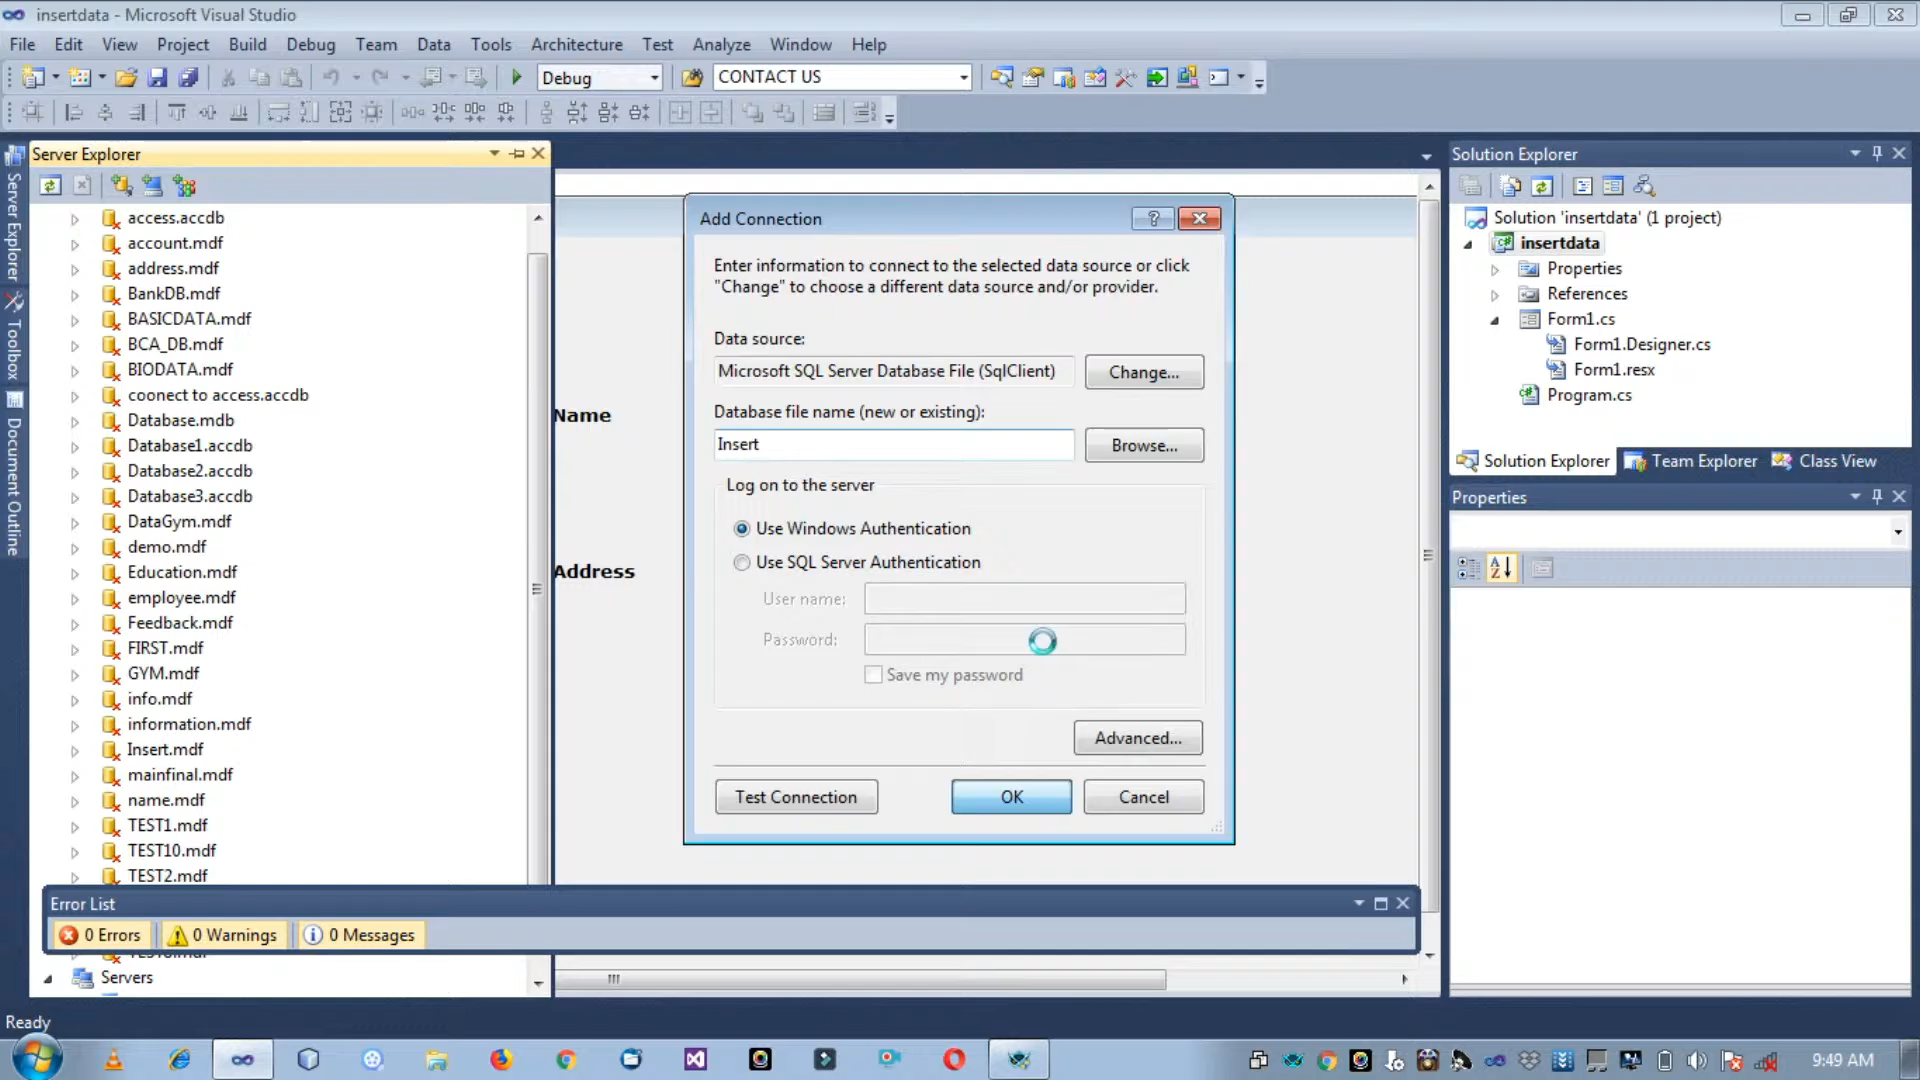 insertdata - Microsoft Visual Studio
File Edit View Project Build Debug Team Data Tools Architecture Test Analyze Window Help
Debug CONTACT US
Server Explorer
Server Explorer
Toolbox
Document Outline
access.accdb
account.mdf
address.mdf
BankDB.mdf
BASICDATA.mdf
BCA_DB.mdf
BIODATA.mdf
coonect to access.accdb
Database.mdb
Database1.accdb
Database2.accdb
Database3.accdb
DataGym.mdf
demo.mdf
Education.mdf
employee.mdf
Feedback.mdf
FIRST.mdf
GYM.mdf
info.mdf
information.mdf
Insert.mdf
mainfinal.mdf
name.mdf
TEST1.mdf
TEST10.mdf
TEST2.mdf
Servers
Name
Address
Add Connection
?
Enter information to connect to the selected data source or click
"Change" to choose a different data source and/or provider.
Data source:
Microsoft SQL Server Database File (SqlClient) Change...
Database file name (new or existing):
Insert Browse...
Log on to the server
Use Windows Authentication
Use SQL Server Authentication
User name:
Password:
Save my password
Advanced...
Test Connection OK Cancel
Error List
0 Errors 0 Warnings 0 Messages
Solution Explorer
Solution 'insertdata' (1 project)
insertdata
Properties
References
Form1.cs
Form1.Designer.cs
Form1.resx
Program.cs
Solution Explorer Team Explorer Class View
Properties
Ready
9:49 AM